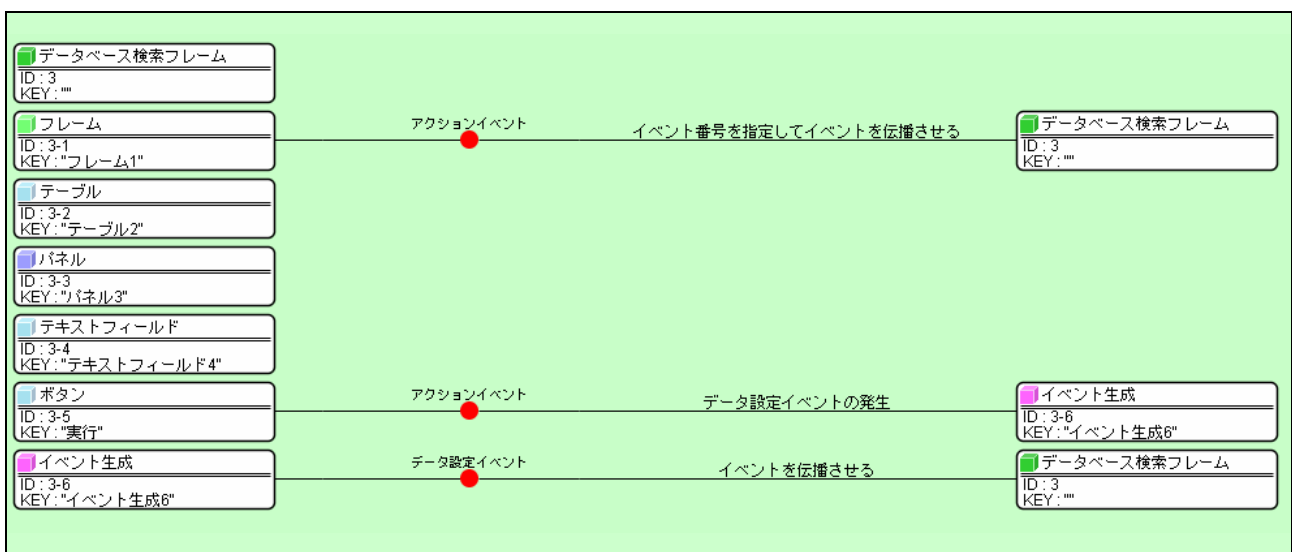 データベース検索フレーム
ID : 3
KEY : ""
フレーム
ID : 3-1
KEY : "フレーム1"
アクションイベント
イベント番号を指定してイベントを伝播させる
データベース検索フレーム
ID : 3
KEY : ""
テーブル
ID : 3-2
KEY : "テーブル2"
パネル
ID : 3-3
KEY : "パネル3"
テキストフィールド
ID : 3-4
KEY : "テキストフィールド4"
ボタン
ID : 3-5
KEY : "実行"
アクションイベント
データ設定イベントの発生
イベント生成
ID : 3-6
KEY : "イベント生成6"
イベント生成
ID : 3-6
KEY : "イベント生成6"
データ設定イベント
イベントを伝播させる
データベース検索フレーム
ID : 3
KEY : ""